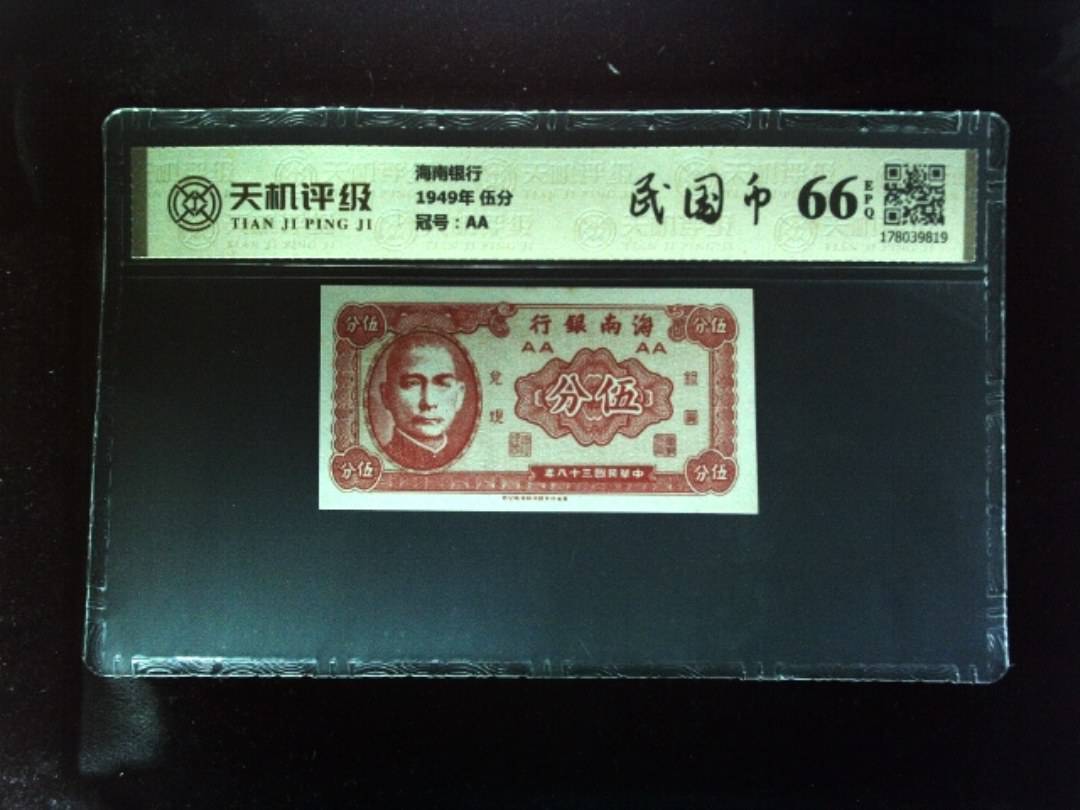 天机评级
TIAN JI PING JI
海南银行
1949年 伍分
冠号：AA
民国币
66
EPQ
178039819
分伍
行銀南海
分伍
AA
AA
兌現
銀圓
分伍
年八十三國民華中
伍分
伍分